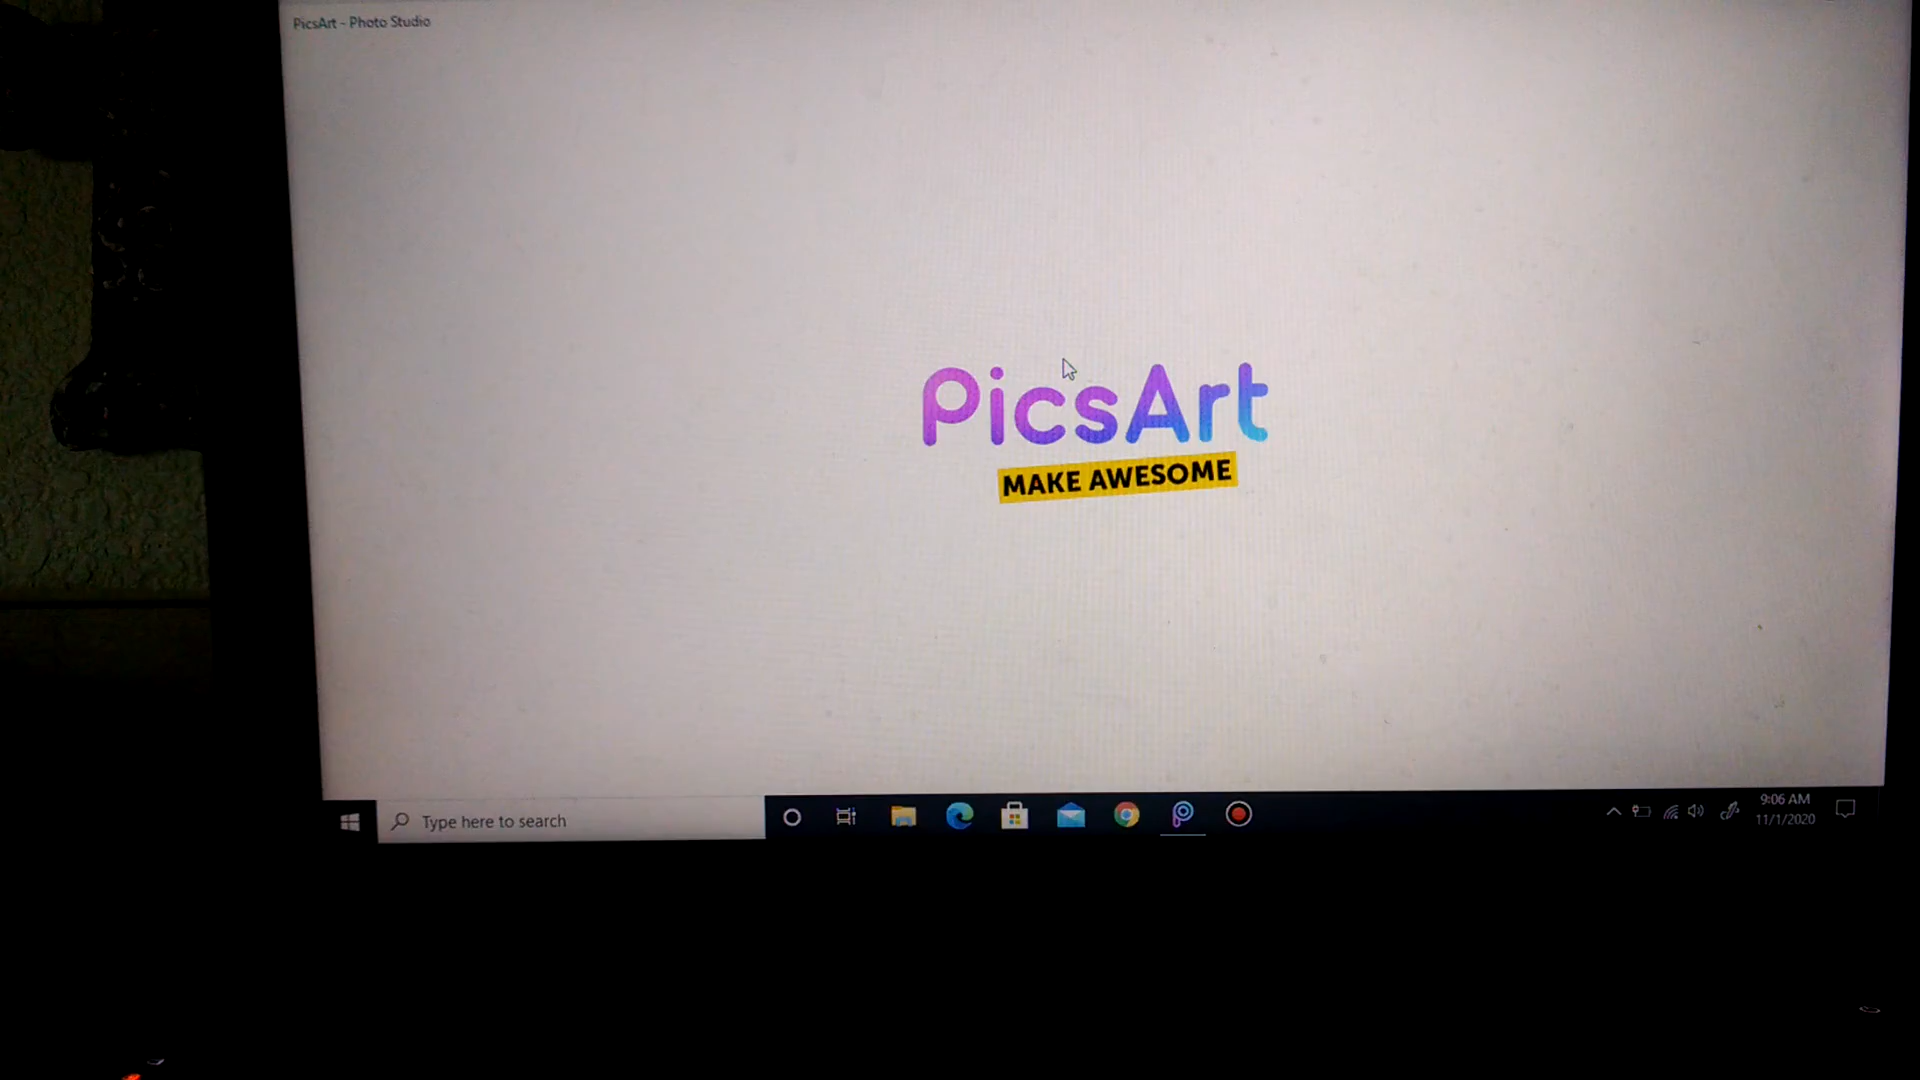 PicsArt - Photo Studio
PicsArt
MAKE AWESOME
Type here to search
9:06 AM
11/1/2020